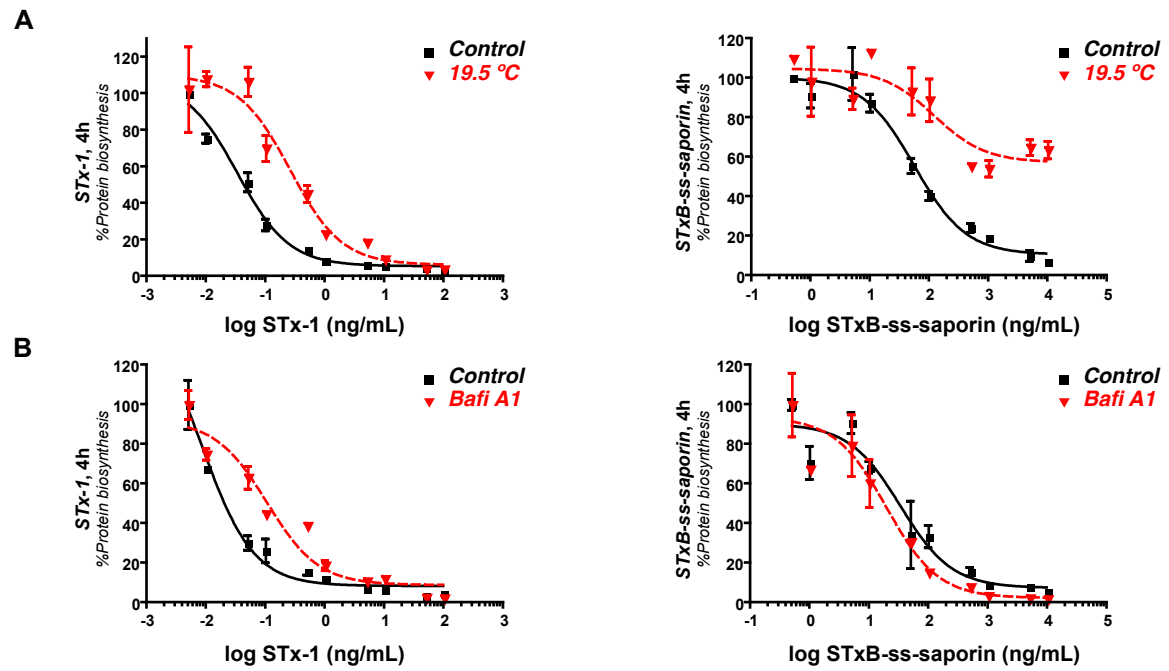 A
STx-1, 4h
%Protein biosynthesis
120
100
80
60
40
20
0
-3
-2
-1
0
1
2
3
log STx-1 (ng/mL)
Control
19.5 ºC
STxB-ss-saporin, 4h
%Protein biosynthesis
120
100
80
60
40
20
0
-1
0
1
2
3
4
5
log STxB-ss-saporin (ng/mL)
Control
19.5 ºC
B
STx-1, 4h
%Protein biosynthesis
120
100
80
60
40
20
0
-3
-2
-1
0
1
2
3
log STx-1 (ng/mL)
Control
Bafi A1
STxB-ss-saporin, 4h
%Protein biosynthesis
120
100
80
60
40
20
0
-1
0
1
2
3
4
5
log STxB-ss-saporin (ng/mL)
Control
Bafi A1